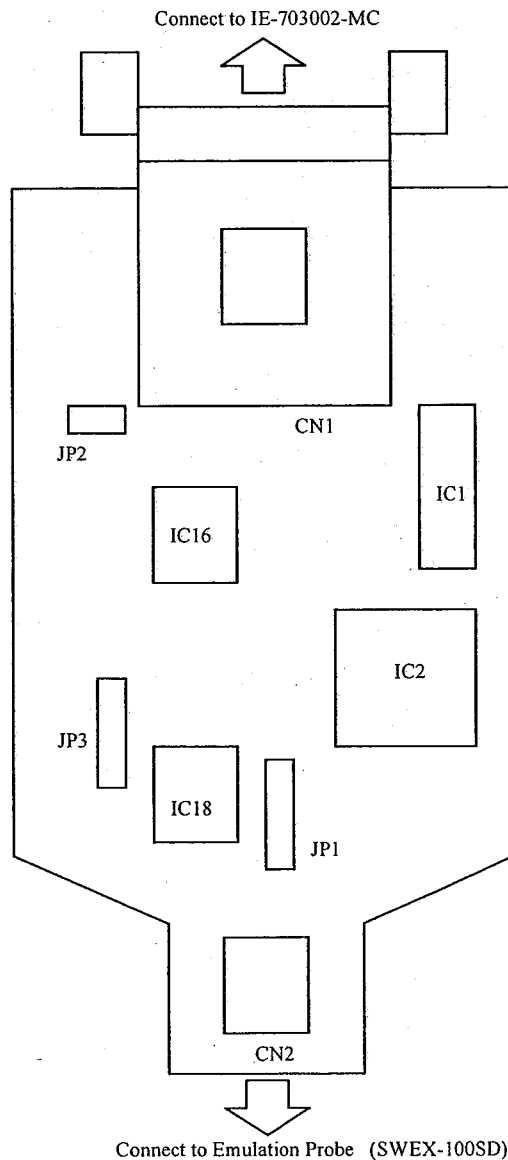 Connect to IE-703002-MC
CN1
JP2
IC1
IC16
IC2
JP3
IC18
JP1
CN2
Connect to Emulation Probe (SWEX-100SD)